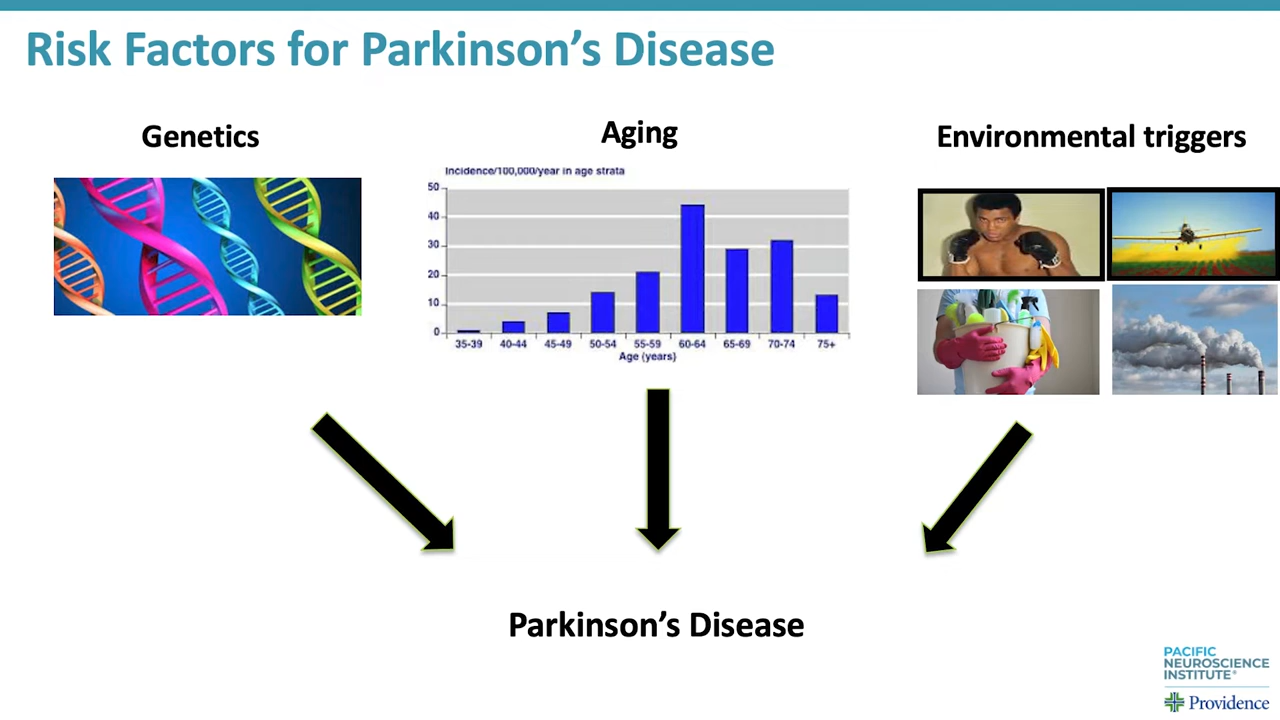 Risk Factors for Parkinson's Disease
Genetics
Aging
Environmental triggers
Incidence/100,000/year in age strata
50
40
30
20
10
0
35-39 40-44 45-49 50-54 55-59 60-64 65-69 70-74 75+
Age (years)
Parkinson's Disease
PACIFIC
NEUROSCIENCE
INSTITUTE®
Providence